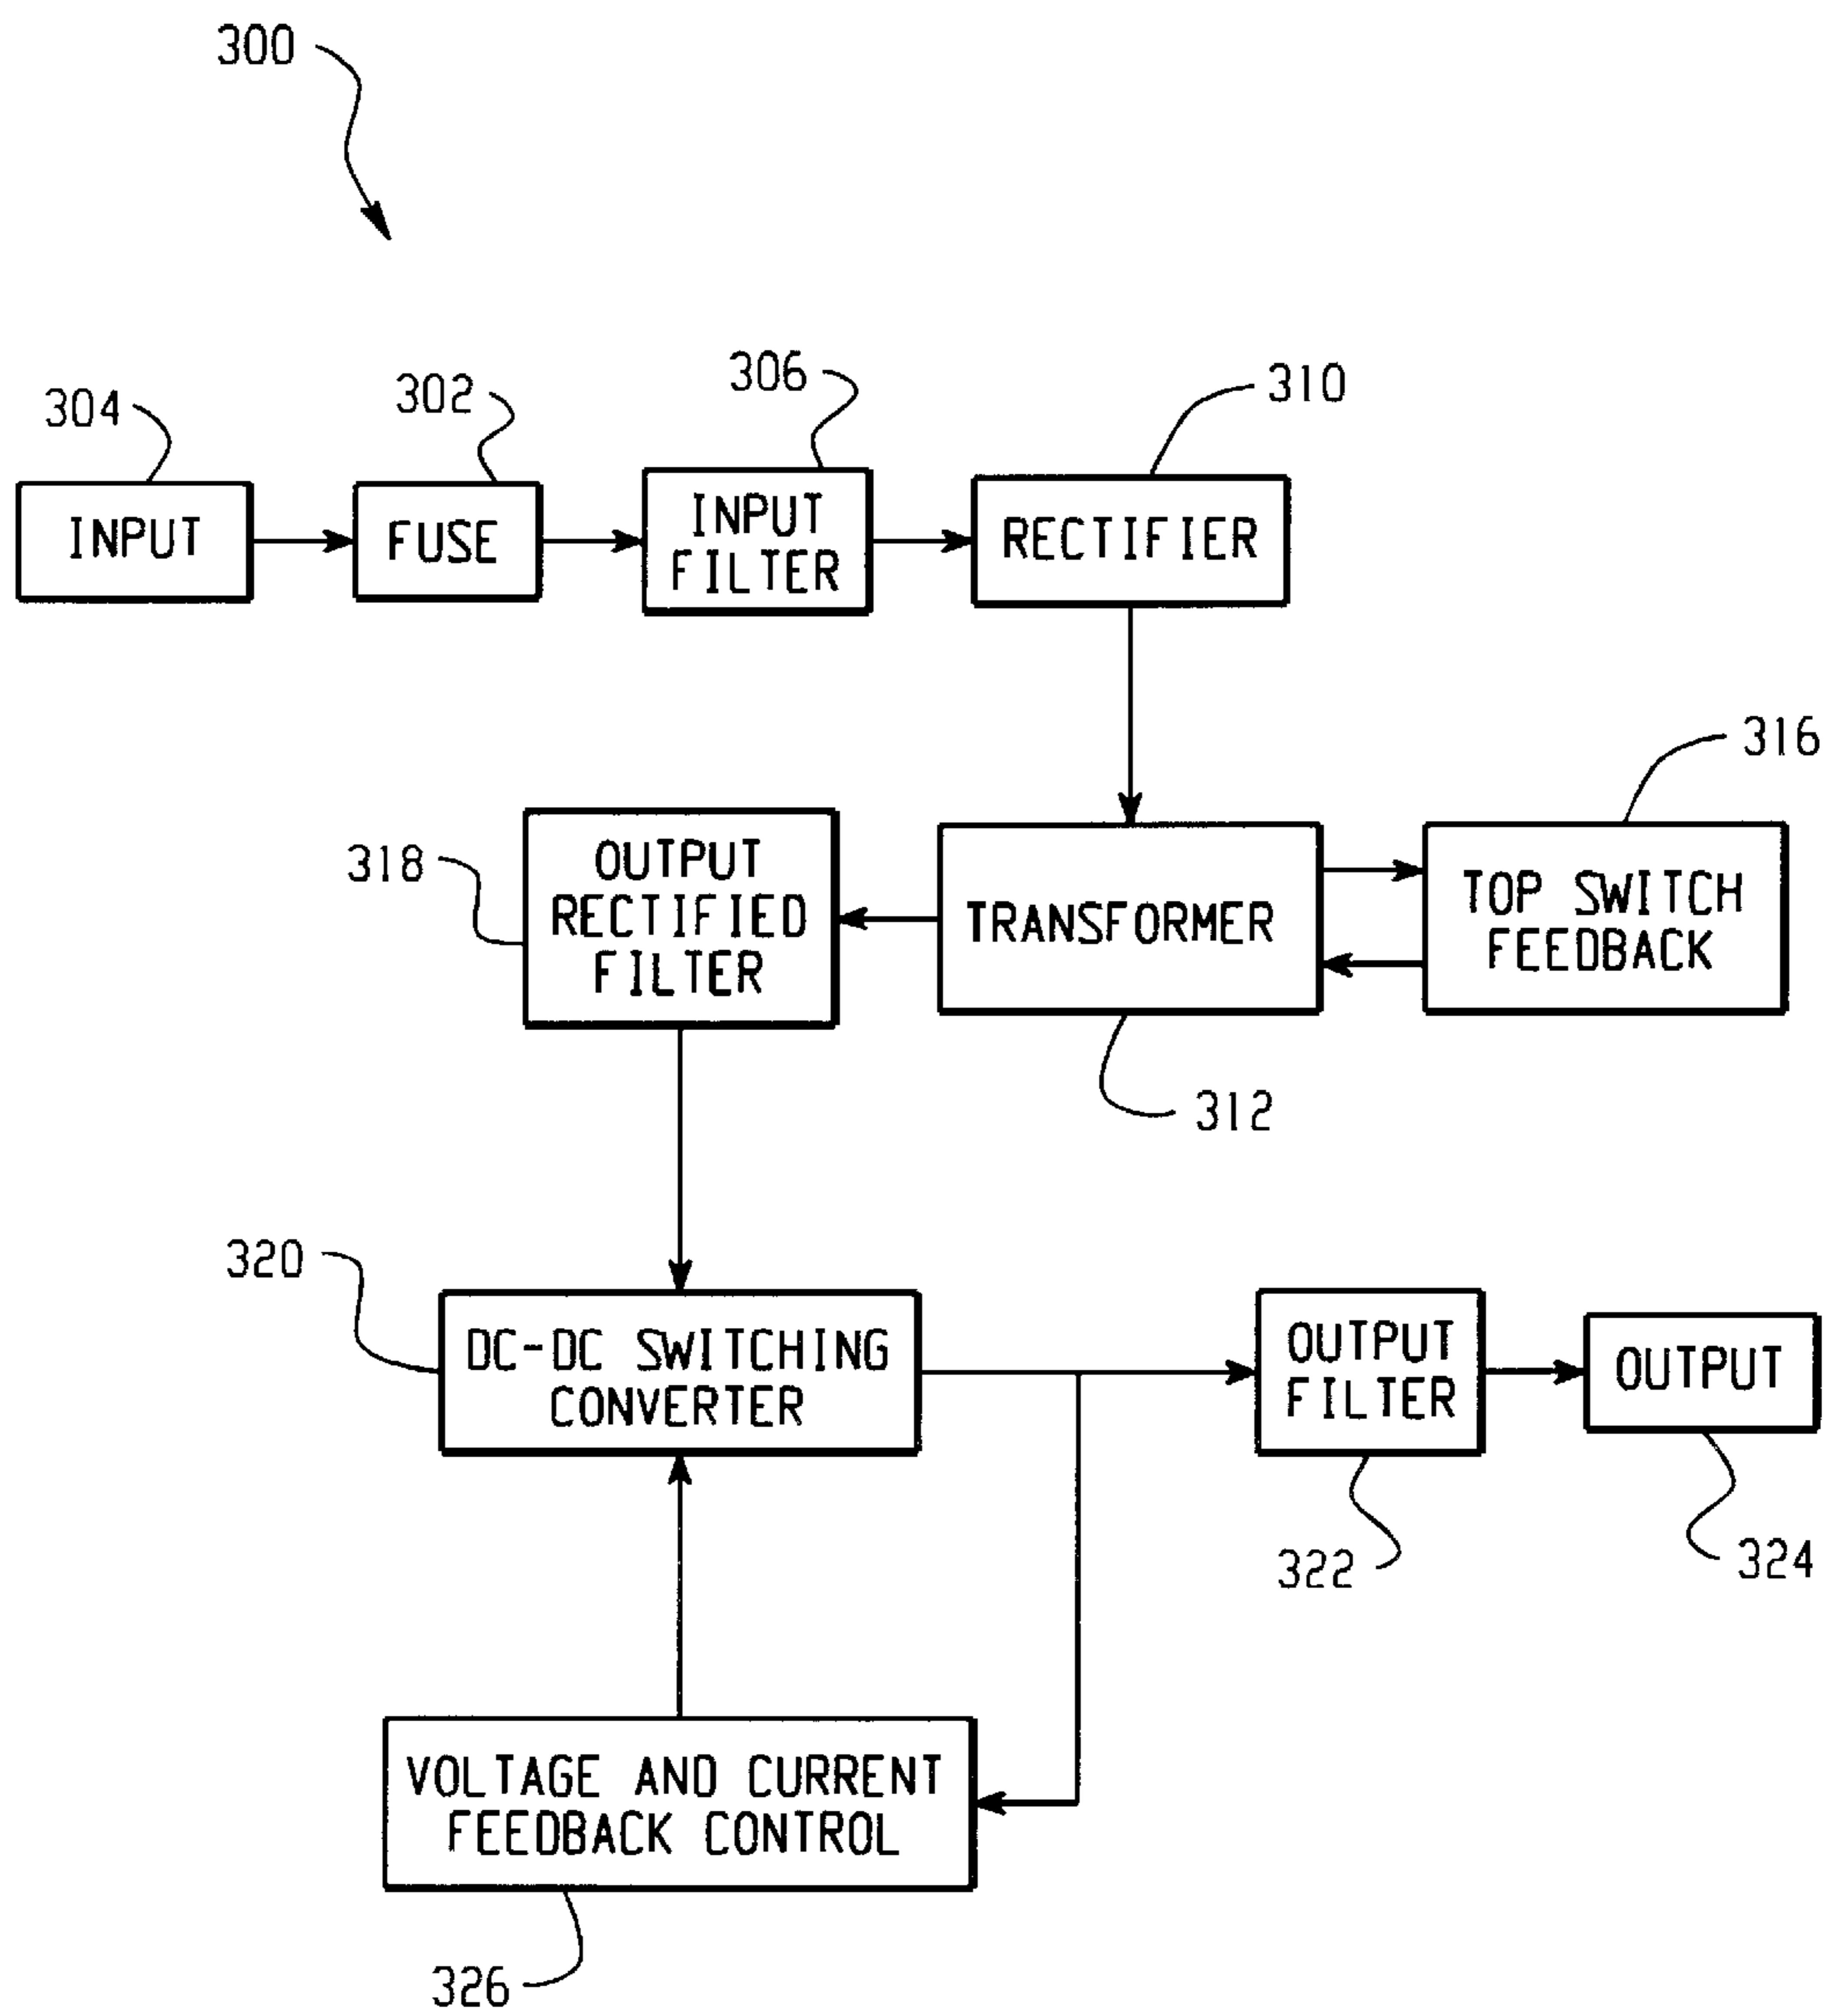 300
304
302
306
310
INPUT
FUSE
INPUT
FILTER
RECTIFIER
316
318
OUTPUT
RECTIFIED
FILTER
TRANSFORMER
TOP SWITCH
FEEDBACK
312
320
DC-DC SWITCHING
CONVERTER
OUTPUT
FILTER
OUTPUT
322
324
VOLTAGE AND CURRENT
FEEDBACK CONTROL
326